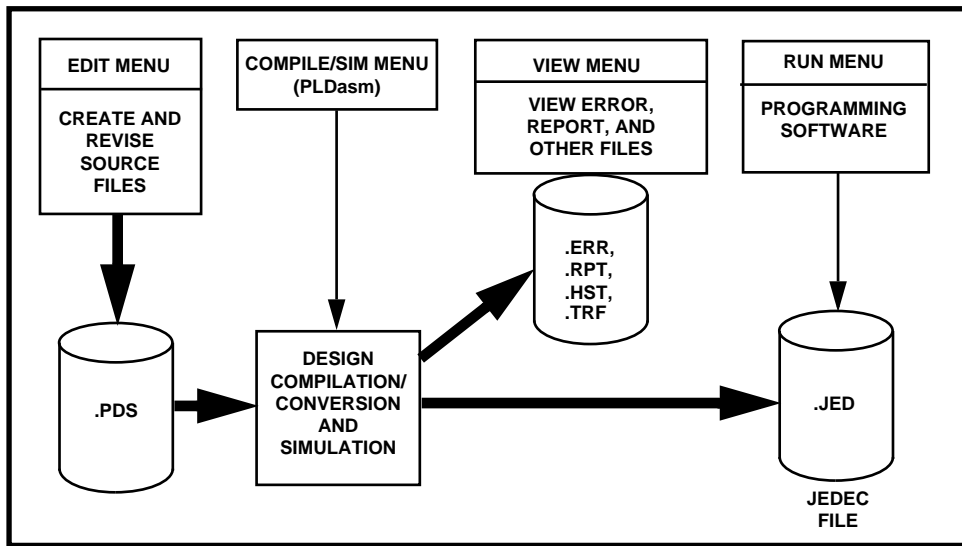 EDIT MENU
CREATE AND
REVISE
SOURCE
FILES
COMPILE/SIM MENU
(PLDasm)
VIEW MENU
VIEW ERROR,
REPORT, AND
OTHER FILES
RUN MENU
PROGRAMMING
SOFTWARE
.ERR,
.RPT,
.HST,
.TRF
.PDS
DESIGN
COMPILATION/
CONVERSION
AND
SIMULATION
.JED
JEDEC
FILE